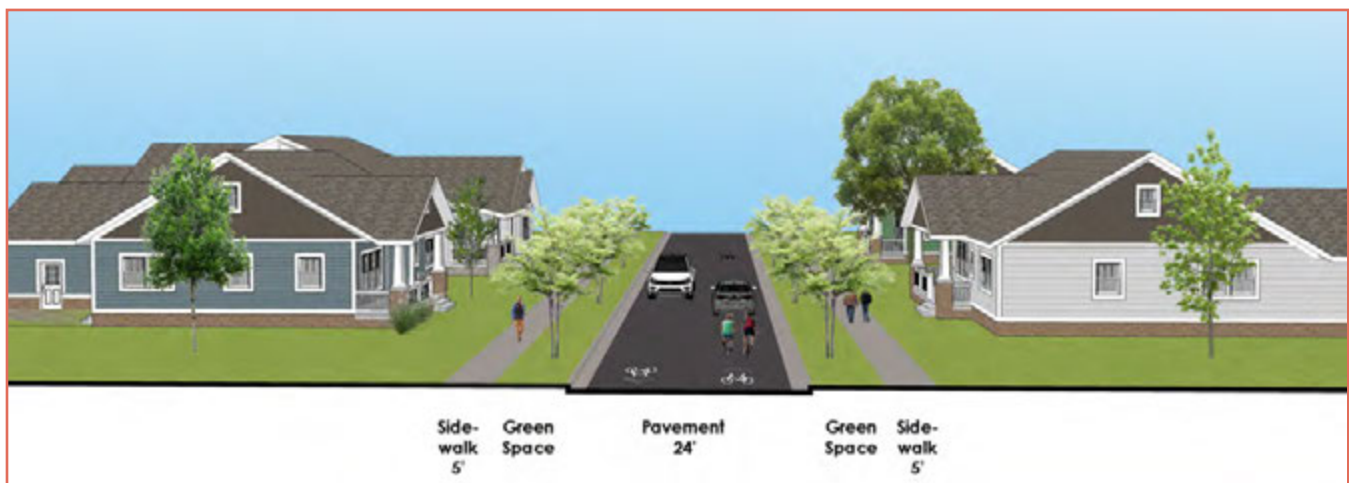 Side-
walk
5'
Green
Space
Pavement
24'
Green
Space
Side-
walk
5'